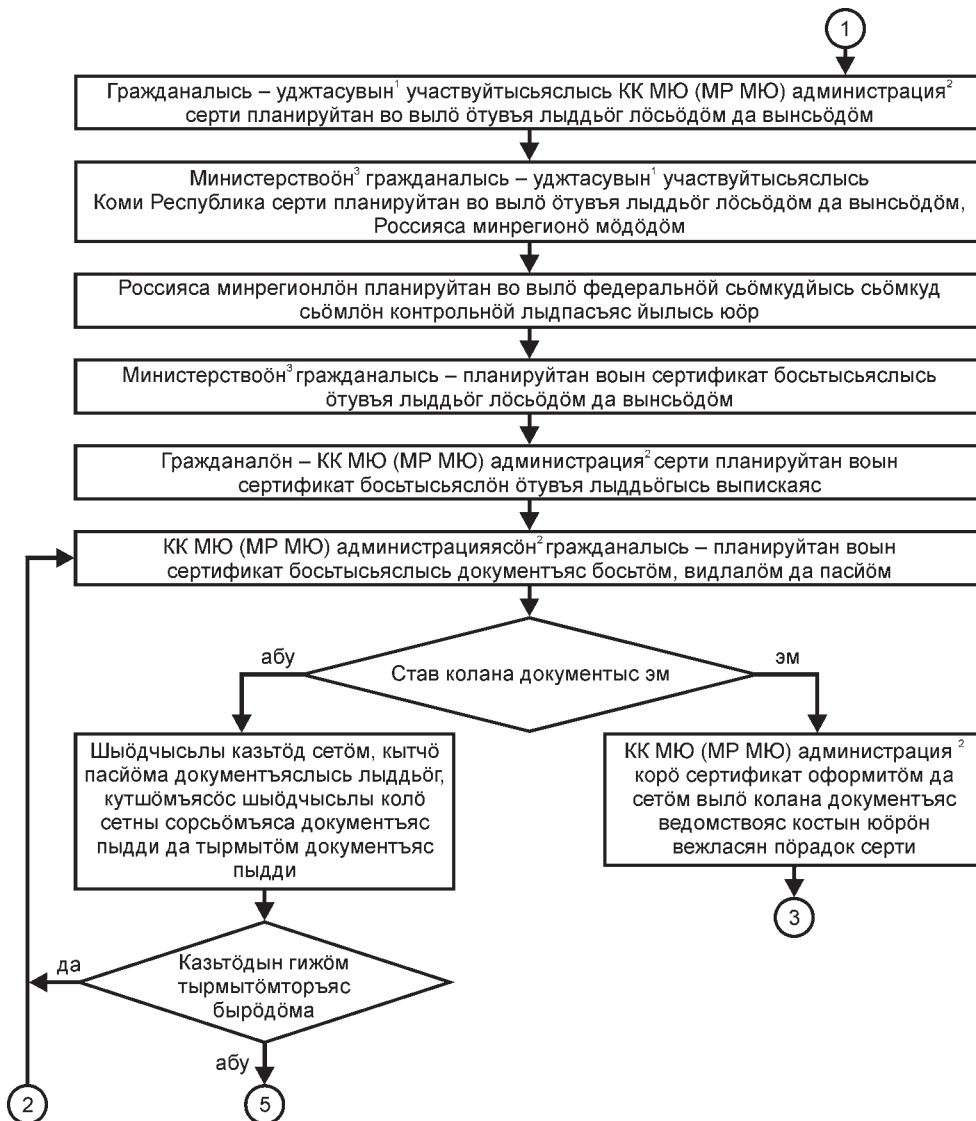 1
Гражданалысь – уджтасувын¹ участвуйтысьяслысь КК МЮ (МР МЮ) администрация²
серти планируйтан во вылӧ ӧтувъя лыддьӧг лӧсьӧдӧм да вынсьӧдӧм
Министерствоӧн³ гражданалысь – уджтасувын¹ участвуйтысьяслысь
Коми Республика серти планируйтан во вылӧ ӧтувъя лыддьӧг лӧсьӧдӧм да вынсьӧдӧм,
Россияса минрегионӧ мӧдӧдӧм
Россияса минрегионлӧн планируйтан во вылӧ федеральнӧй сьӧмкудйысь сьӧмкуд
сьӧмлӧн контрольнӧй лыдпасъяс йылысь юӧр
Министерствоӧн³ гражданалысь – планируйтан воын сертификат босьтысьяслысь
ӧтувъя лыддьӧг лӧсьӧдӧм да вынсьӧдӧм
Гражданалӧн – КК МЮ (МР МЮ) администрация² серти планируйтан воын
сертификат босьтысьяслӧн ӧтувъя лыддьӧгысь выпискаяс
КК МЮ (МР МЮ) администрацияясӧн² гражданалысь – планируйтан воын
сертификат босьтысьяслысь документъяс босьтӧм, видлалӧм да пасйӧм
абу
Став колана документыс эм
эм
Шыӧдчысьлы казьтӧд сетӧм, кытчӧ
пасйӧма документъяслысь лыддьӧг,
кутшӧмъясӧс шыӧдчысьлы колӧ
сетны сорсьӧмъяса документъяс
пыдди да тырмытӧм документъяс
пыдди
КК МЮ (МР МЮ) администрация²
корӧ сертификат оформитӧм да
сетӧм вылӧ колана документъяс
ведомствояс костын юӧрӧн
вежласян пӧрадок серти
3
да
Казьтӧдын гижӧм
тырмытӧмторъяс
бырӧдӧма
абу
2
5